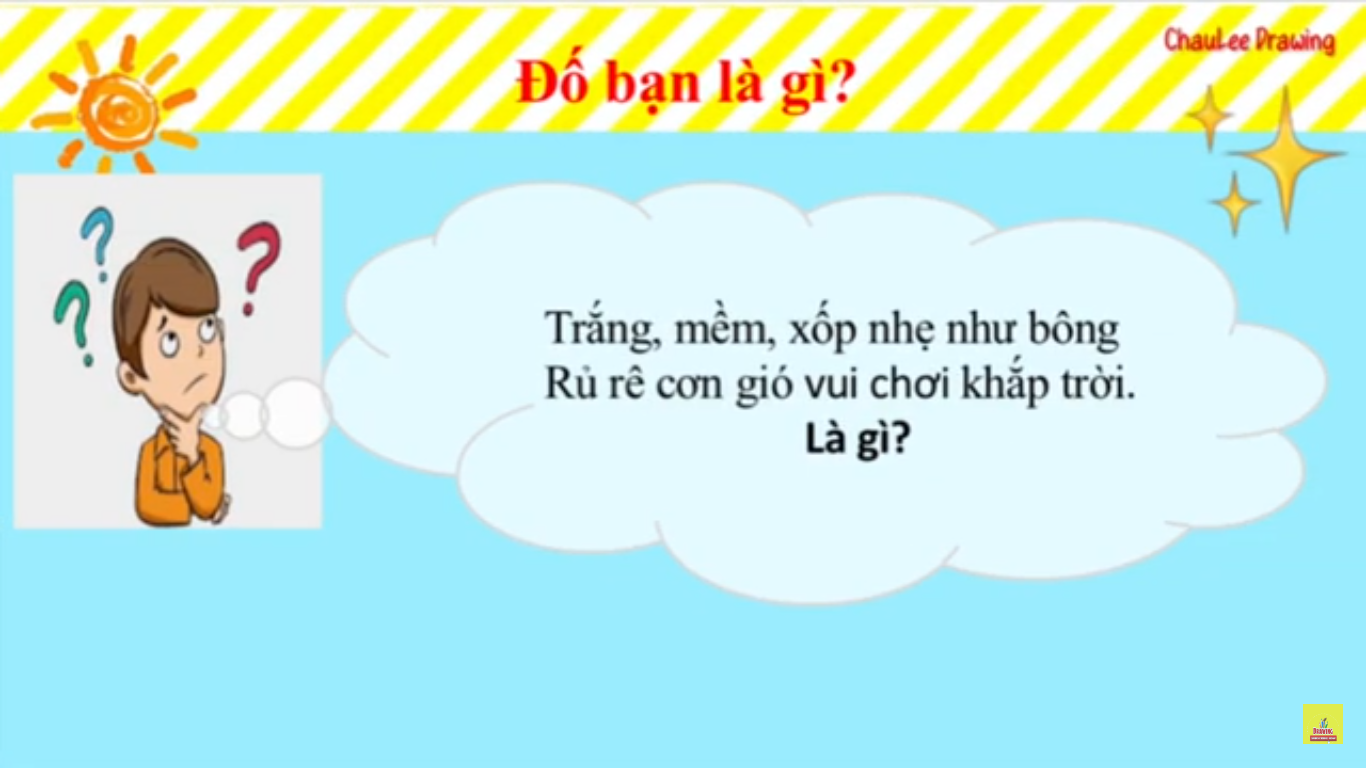 ChauLee Drawing
Đố bạn là gì?
Trắng, mềm, xốp nhẹ như bông
Rủ rê cơn gió vui chơi khắp trời.
Là gì?
DRAWING